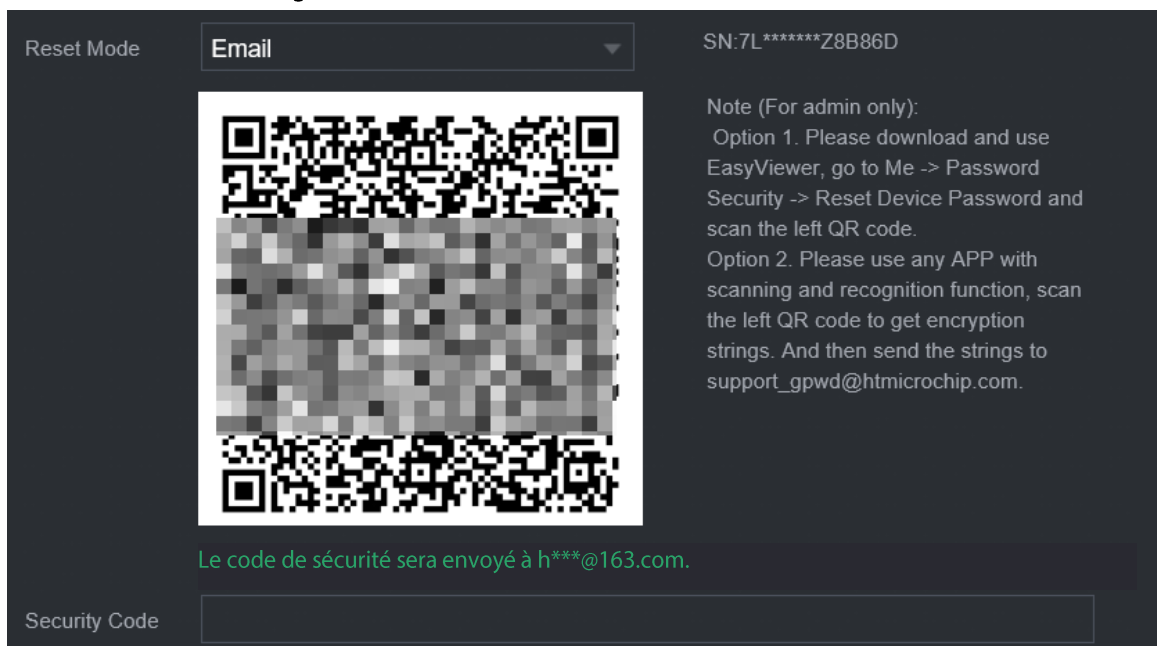 Reset Mode
Email
SN:7L*******Z8B86D
Note (For admin only):
Option 1. Please download and use
EasyViewer, go to Me -> Password
Security -> Reset Device Password and
scan the left QR code.
Option 2. Please use any APP with
scanning and recognition function, scan
the left QR code to get encryption
strings. And then send the strings to
support_gpwd@htmicrochip.com.
Le code de sécurité sera envoyé à h***@163.com.
Security Code